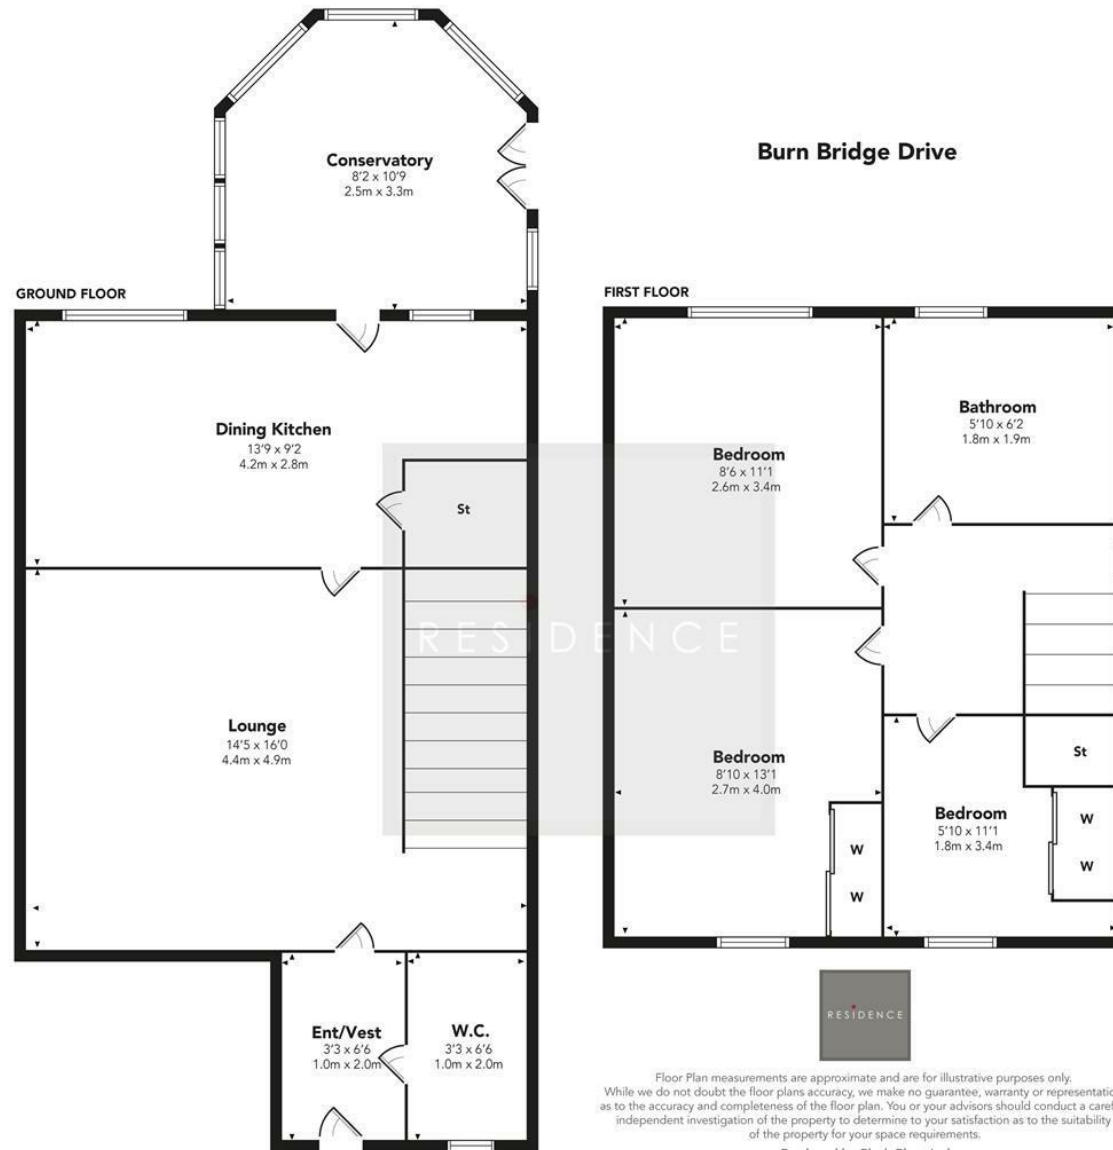 Burn Bridge Drive
GROUND FLOOR
Conservatory
8'2 x 10'9
2.5m x 3.3m
Dining Kitchen
13'9 x 9'2
4.2m x 2.8m
St
Lounge
14'5 x 16'0
4.4m x 4.9m
Ent/Vest
3'3 x 6'6
1.0m x 2.0m
W.C.
3'3 x 6'6
1.0m x 2.0m
FIRST FLOOR
Bedroom
8'6 x 11'1
2.6m x 3.4m
Bathroom
5'10 x 6'2
1.8m x 1.9m
Bedroom
8'10 x 13'1
2.7m x 4.0m
W
W
Bedroom
5'10 x 11'1
1.8m x 3.4m
St
W
W
RESIDENCE
RESIDENCE
Floor Plan measurements are approximate and are for illustrative purposes only.
While we do not doubt the floor plans accuracy, we make no guarantee, warranty or representatio
as to the accuracy and completeness of the floor plan. You or your advisors should conduct a caref
independent investigation of the property to determine to your satisfaction as to the suitability
of the property for your space requirements.